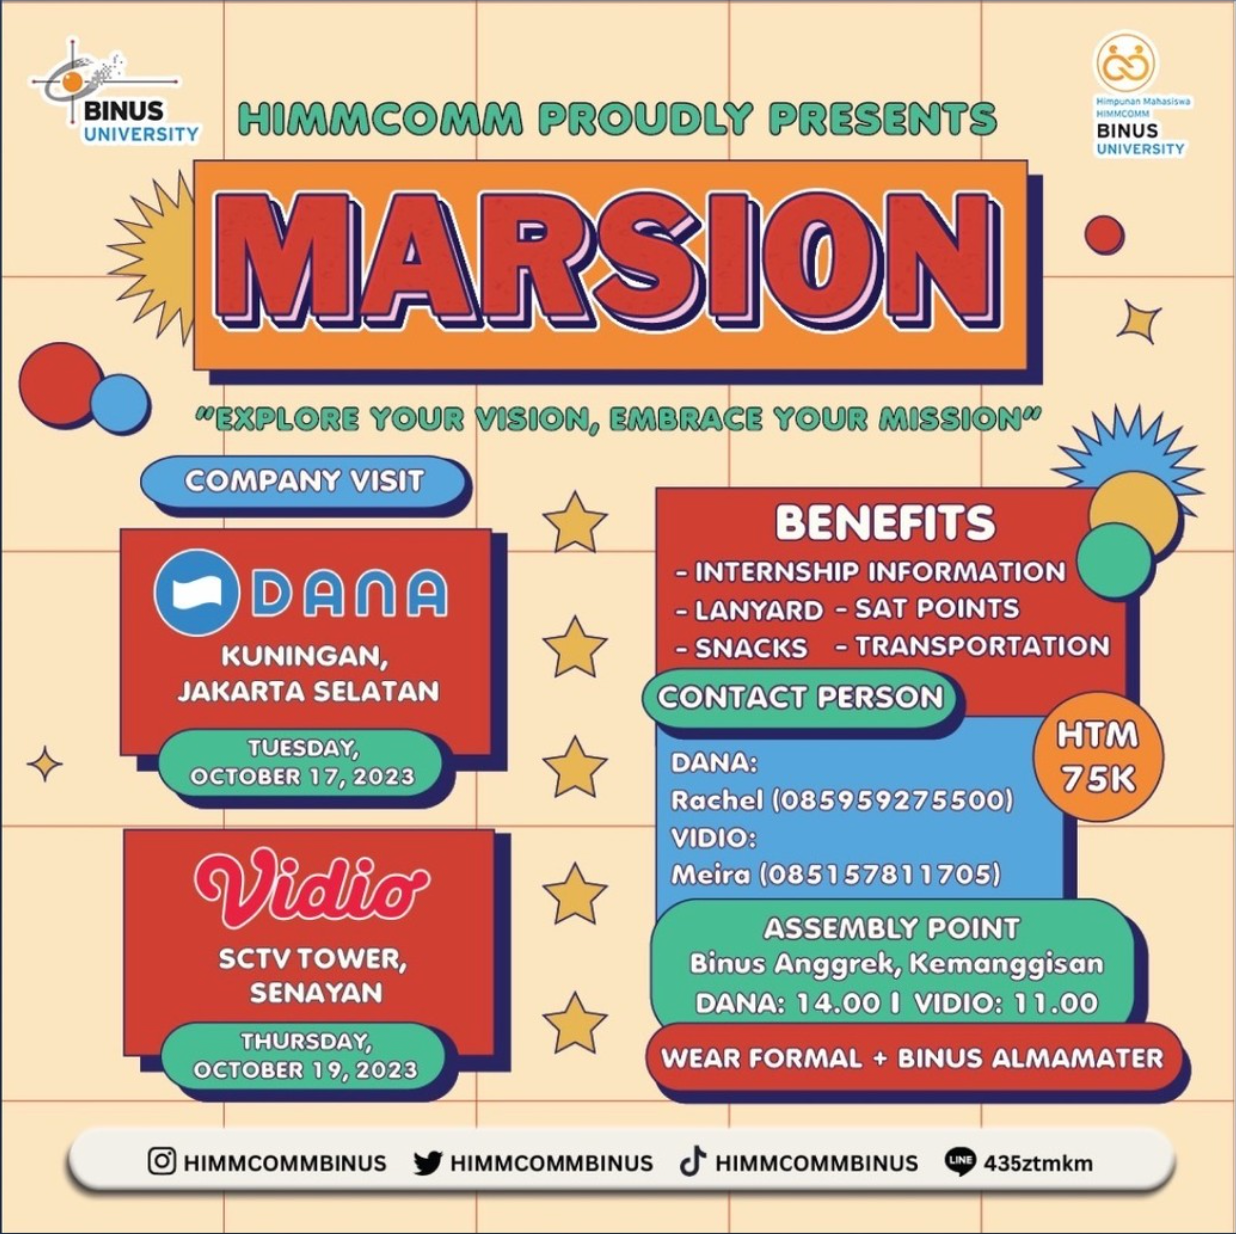 BINUS
UNIVERSITY
Himpunan Mahasiswa
HIMMCOMM
BINUS
UNIVERSITY
HIMMCOMM PROUDLY PRESENTS
MARSION
"EXPLORE YOUR VISION, EMBRACE YOUR MISSION"
COMPANY VISIT
DANA
KUNINGAN,
JAKARTA SELATAN
TUESDAY,
OCTOBER 17, 2023
Vidio
SCTV TOWER,
SENAYAN
THURSDAY,
OCTOBER 19, 2023
BENEFITS
- INTERNSHIP INFORMATION
- LANYARD - SAT POINTS
- SNACKS - TRANSPORTATION
CONTACT PERSON
HTM
75K
DANA:
Rachel (085959275500)
VIDIO:
Meira (085157811705)
ASSEMBLY POINT
Binus Anggrek, Kemanggisan
DANA: 14.00 | VIDIO: 11.00
WEAR FORMAL + BINUS ALMAMATER
HIMMCOMMBINUS HIMMCOMMBINUS HIMMCOMMBINUS LINE 435ztmkm